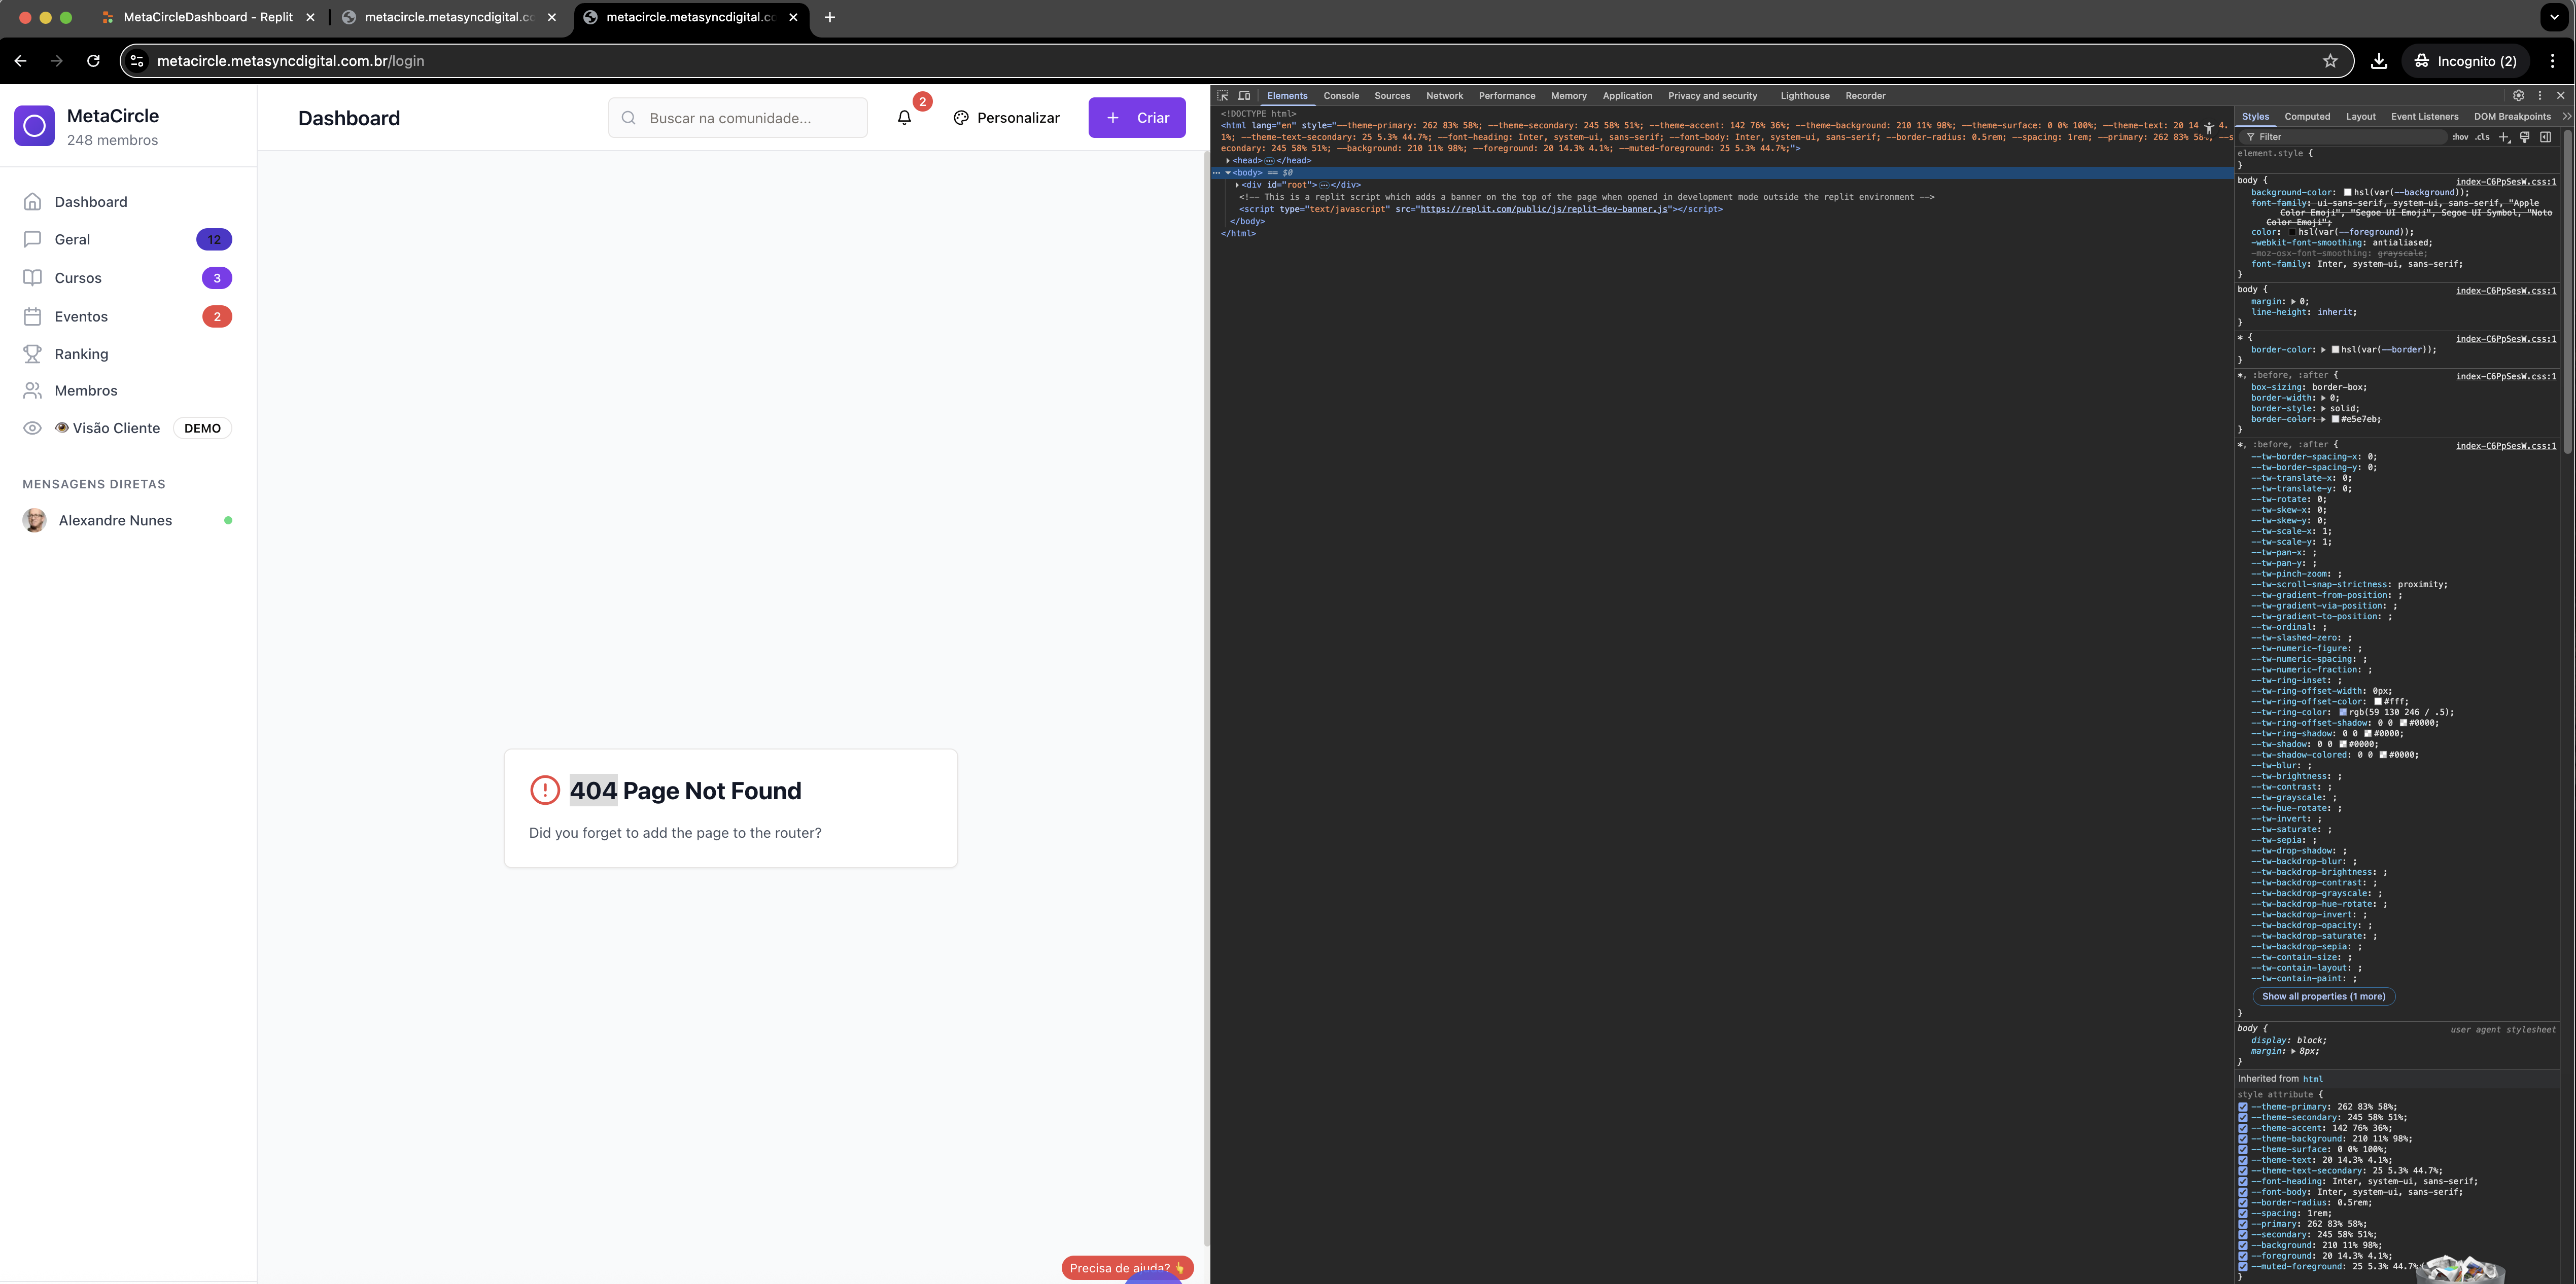 MetaCircleDashboard - Replit
metacircle.metasyncdigital.co
metacircle.metasyncdigital.co
metacircle.metasyncdigital.com.br/login
Incognito (2)
MetaCircle
248 membros
Dashboard
Geral 12
Cursos 3
Eventos 2
Ranking
Membros
👁 Visão Cliente DEMO
MENSAGENS DIRETAS
Alexandre Nunes
Dashboard
Buscar na comunidade...
2
Personalizar
+ Criar
404 Page Not Found
Did you forget to add the page to the router?
Precisa de ajuda? 👆
Elements Console Sources Network Performance Memory Application Privacy and security Lighthouse Recorder
<!DOCTYPE html>
<html lang="en" style="--theme-primary: 262 83% 58%; --theme-secondary: 245 58% 51%; --theme-accent: 142 76% 36%; --theme-background: 210 11% 98%; --theme-surface: 0 0% 100%; --theme-text: 20 14 4.
1%; --theme-text-secondary: 25 5.3% 44.7%; --font-heading: Inter, system-ui, sans-serif; --font-body: Inter, system-ui, sans-serif; --border-radius: 0.5rem; --spacing: 1rem; --primary: 262 83% 58%; --s
econdary: 245 58% 51%; --background: 210 11% 98%; --foreground: 20 14.3% 4.1%; --muted-foreground: 25 5.3% 44.7%;">
<head>…</head>
<body> == $0
<div id="root">…</div>
<!-- This is a replit script which adds a banner on the top of the page when opened in development mode outside the replit environment -->
<script type="text/javascript" src="https://replit.com/public/js/replit-dev-banner.js"></script>
</body>
</html>
Styles Computed Layout Event Listeners DOM Breakpoints
Filter :hov .cls
element.style {
}
body { index-C6PpSesW.css:1
background-color: hsl(var(--background));
font-family: ui-sans-serif, system-ui, sans-serif, "Apple
Color Emoji", "Segoe UI Emoji", Segoe UI Symbol, "Noto
Color Emoji";
color: hsl(var(--foreground));
-webkit-font-smoothing: antialiased;
-moz-osx-font-smoothing: grayscale;
font-family: Inter, system-ui, sans-serif;
}
body { index-C6PpSesW.css:1
margin: 0;
line-height: inherit;
}
* { index-C6PpSesW.css:1
border-color: hsl(var(--border));
}
*, :before, :after { index-C6PpSesW.css:1
box-sizing: border-box;
border-width: 0;
border-style: solid;
border-color: #e5e7eb;
}
*, :before, :after { index-C6PpSesW.css:1
--tw-border-spacing-x: 0;
--tw-border-spacing-y: 0;
--tw-translate-x: 0;
--tw-translate-y: 0;
--tw-rotate: 0;
--tw-skew-x: 0;
--tw-skew-y: 0;
--tw-scale-x: 1;
--tw-scale-y: 1;
--tw-pan-x: ;
--tw-pan-y: ;
--tw-pinch-zoom: ;
--tw-scroll-snap-strictness: proximity;
--tw-gradient-from-position: ;
--tw-gradient-via-position: ;
--tw-gradient-to-position: ;
--tw-ordinal: ;
--tw-slashed-zero: ;
--tw-numeric-figure: ;
--tw-numeric-spacing: ;
--tw-numeric-fraction: ;
--tw-ring-inset: ;
--tw-ring-offset-width: 0px;
--tw-ring-offset-color: #fff;
--tw-ring-color: rgb(59 130 246 / .5);
--tw-ring-offset-shadow: 0 0 #0000;
--tw-ring-shadow: 0 0 #0000;
--tw-shadow: 0 0 #0000;
--tw-shadow-colored: 0 0 #0000;
--tw-blur: ;
--tw-brightness: ;
--tw-contrast: ;
--tw-grayscale: ;
--tw-hue-rotate: ;
--tw-invert: ;
--tw-saturate: ;
--tw-sepia: ;
--tw-drop-shadow: ;
--tw-backdrop-blur: ;
--tw-backdrop-brightness: ;
--tw-backdrop-contrast: ;
--tw-backdrop-grayscale: ;
--tw-backdrop-hue-rotate: ;
--tw-backdrop-invert: ;
--tw-backdrop-opacity: ;
--tw-backdrop-saturate: ;
--tw-backdrop-sepia: ;
--tw-contain-size: ;
--tw-contain-layout: ;
--tw-contain-paint: ;
Show all properties (1 more)
}
body { user agent stylesheet
display: block;
margin: 8px;
}
Inherited from html
style attribute {
--theme-primary: 262 83% 58%;
--theme-secondary: 245 58% 51%;
--theme-accent: 142 76% 36%;
--theme-background: 210 11% 98%;
--theme-surface: 0 0% 100%;
--theme-text: 20 14.3% 4.1%;
--theme-text-secondary: 25 5.3% 44.7%;
--font-heading: Inter, system-ui, sans-serif;
--font-body: Inter, system-ui, sans-serif;
--border-radius: 0.5rem;
--spacing: 1rem;
--primary: 262 83% 58%;
--secondary: 245 58% 51%;
--background: 210 11% 98%;
--foreground: 20 14.3% 4.1%;
--muted-foreground: 25 5.3% 44.7%
}